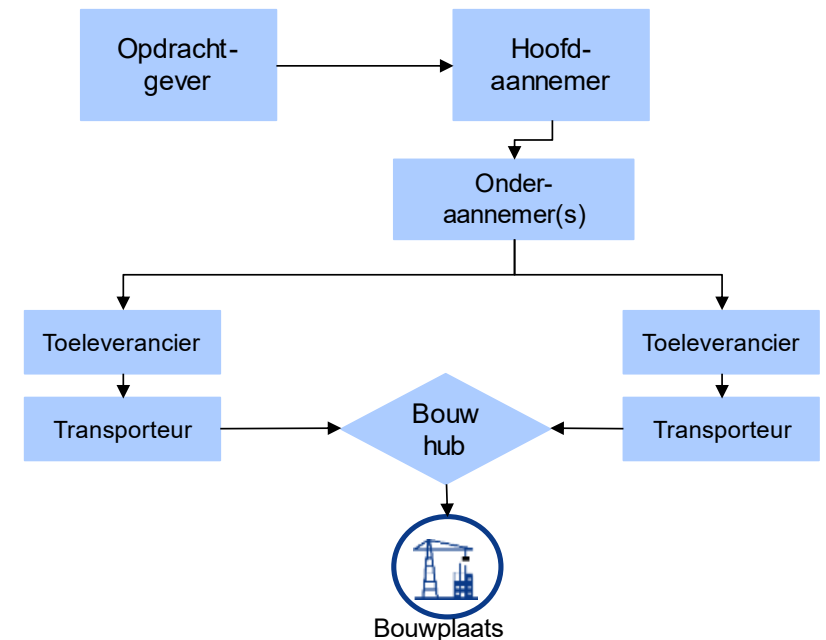 Opdracht-
gever
Hoofd-
aannemer
Onder-
aannemer(s)
Toeleverancier
Toeleverancier
Transporteur
Bouw
hub
Transporteur
Bouwplaats